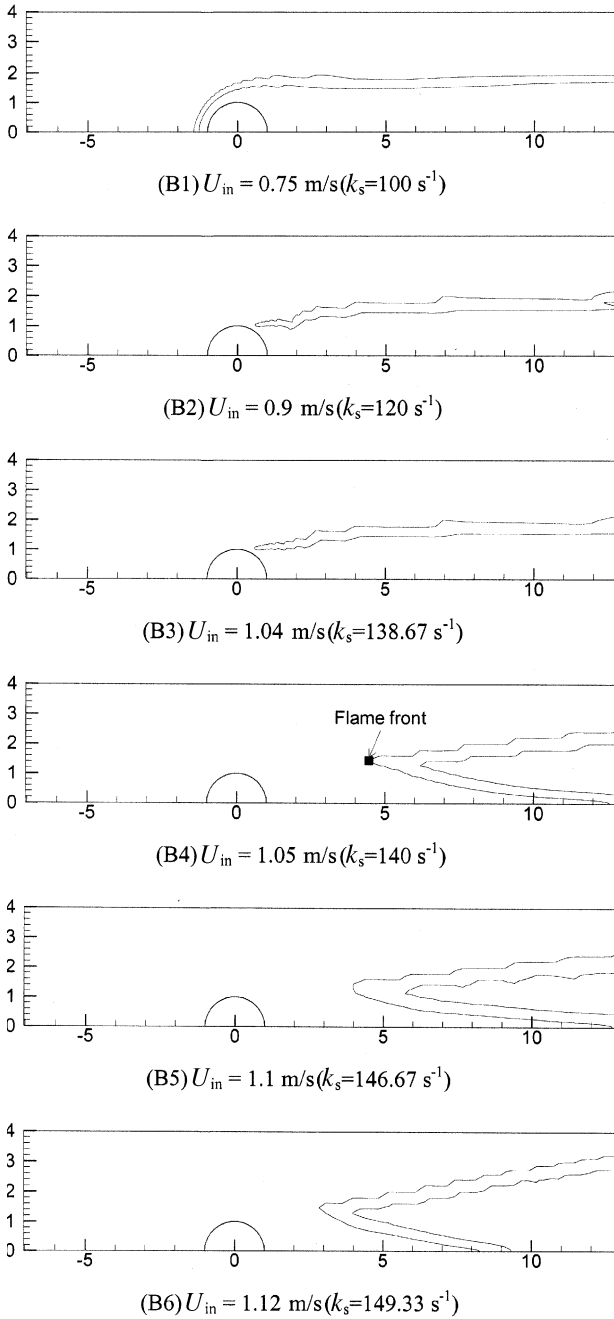 4
3
2
1
0
-5 0 5 10
(B1) U_in = 0.75 m/s(k_s=100 s^-1)
4
3
2
1
0
-5 0 5 10
(B2) U_in = 0.9 m/s(k_s=120 s^-1)
4
3
2
1
0
-5 0 5 10
(B3) U_in = 1.04 m/s(k_s=138.67 s^-1)
4
3
2
1
0
Flame front
-5 0 5 10
(B4) U_in = 1.05 m/s(k_s=140 s^-1)
4
3
2
1
0
-5 0 5 10
(B5) U_in = 1.1 m/s(k_s=146.67 s^-1)
4
3
2
1
0
-5 0 5 10
(B6) U_in = 1.12 m/s(k_s=149.33 s^-1)